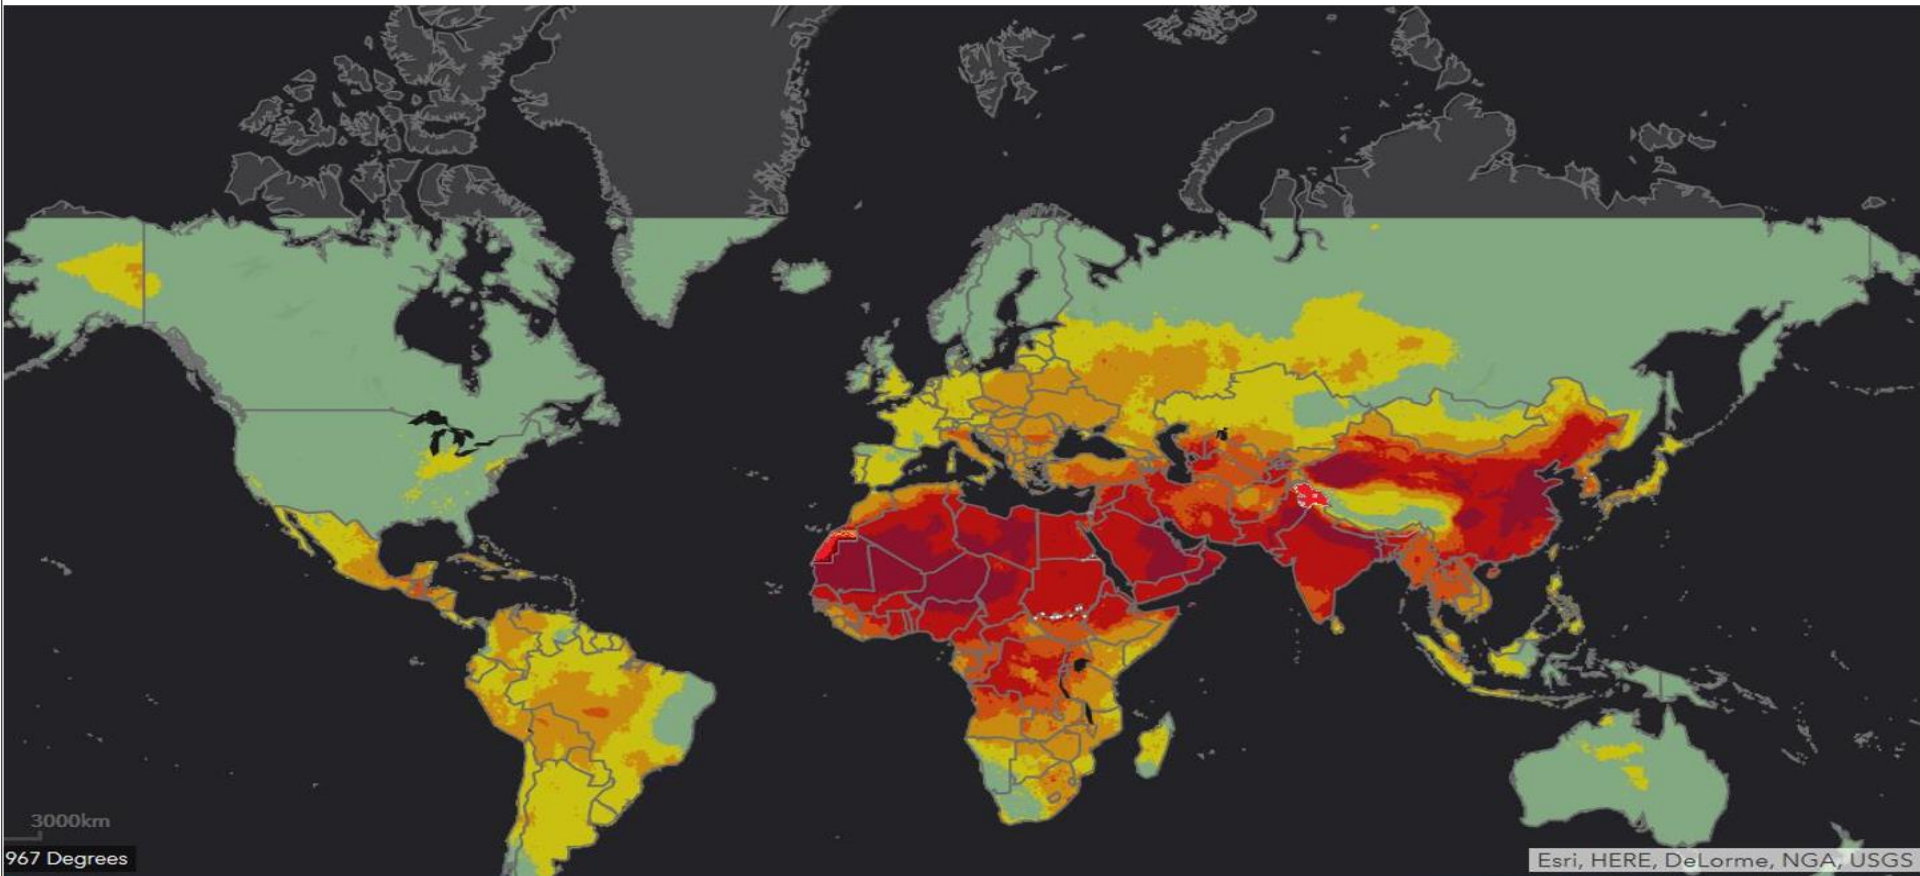 3000km
967 Degrees
Esri, HERE, DeLorme, NGA, USGS